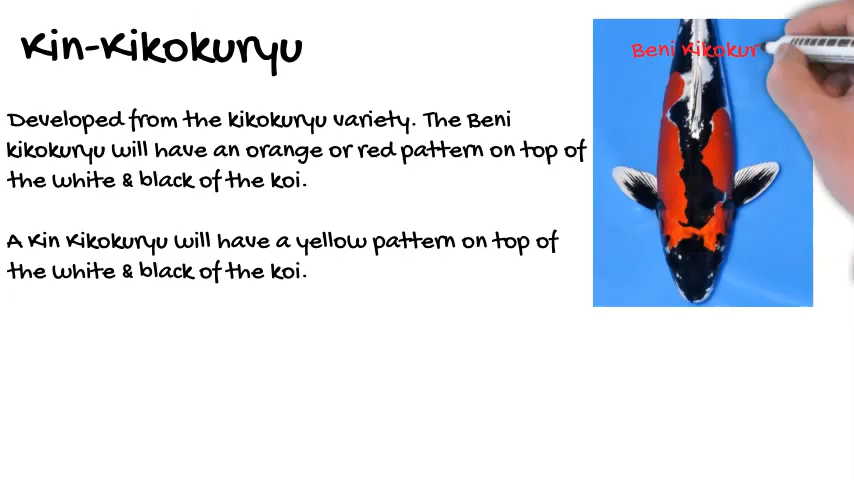 Kin-Kikokuryu
Developed from the kikokuryu variety. The Beni
kikokuryu will have an orange or red pattern on top of
the white & black of the koi.
A Kin Kikokuryu will have a yellow pattern on top of
the white & black of the koi.
Beni Kikokur